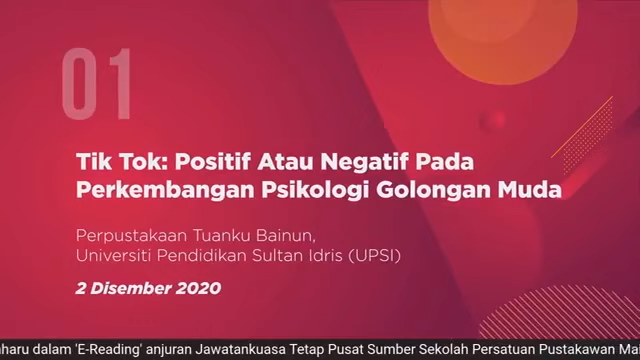 01
Tik Tok: Positif Atau Negatif Pada
Perkembangan Psikologi Golongan Muda
Perpustakaan Tuanku Bainun,
Universiti Pendidikan Sultan Idris (UPSI)
2 Disember 2020
dalam 'E-Reading' anjuran Jawatankuasa Tetap Pusat Sumber Sekolah Persatuan Pustakawan